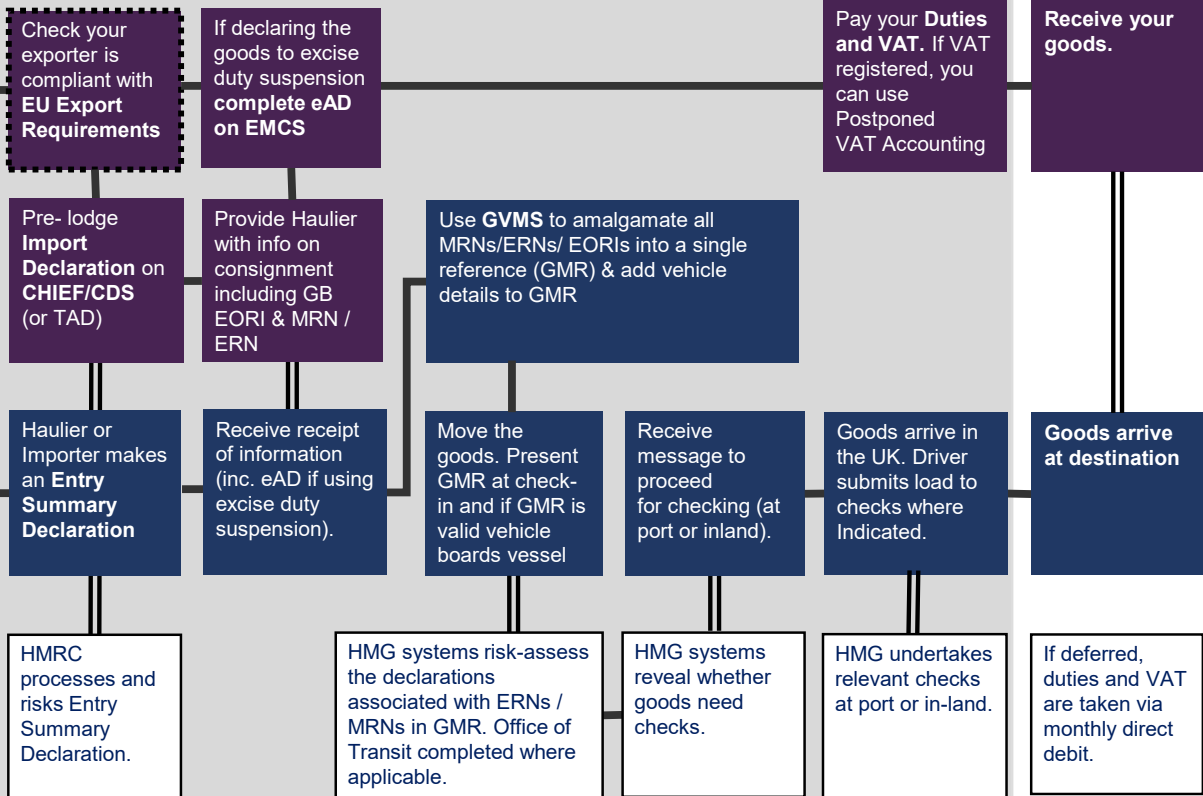 Check your
exporter is
compliant with
EU Export
Requirements
If declaring the
goods to excise
duty suspension
complete eAD
on EMCS
Pay your Duties
and VAT. If VAT
registered, you
can use
Postponed
VAT Accounting
Receive your
goods.
Pre- lodge
Import
Declaration on
CHIEF/CDS
(or TAD)
Provide Haulier
with info on
consignment
including GB
EORI & MRN /
ERN
Use GVMS to amalgamate all
MRNs/ERNs/ EORIs into a single
reference (GMR) & add vehicle
details to GMR
Haulier or
Importer makes
an Entry
Summary
Declaration
Receive receipt
of information
(inc. eAD if using
excise duty
suspension).
Move the
goods. Present
GMR at check-
in and if GMR is
valid vehicle
boards vessel
Receive
message to
proceed
for checking (at
port or inland).
Goods arrive in
the UK. Driver
submits load to
checks where
Indicated.
Goods arrive
at destination
HMRC
processes and
risks Entry
Summary
Declaration.
HMG systems risk-assess
the declarations
associated with ERNs /
MRNs in GMR. Office of
Transit completed where
applicable.
HMG systems
reveal whether
goods need
checks.
HMG undertakes
relevant checks
at port or in-land.
If deferred,
duties and VAT
are taken via
monthly direct
debit.